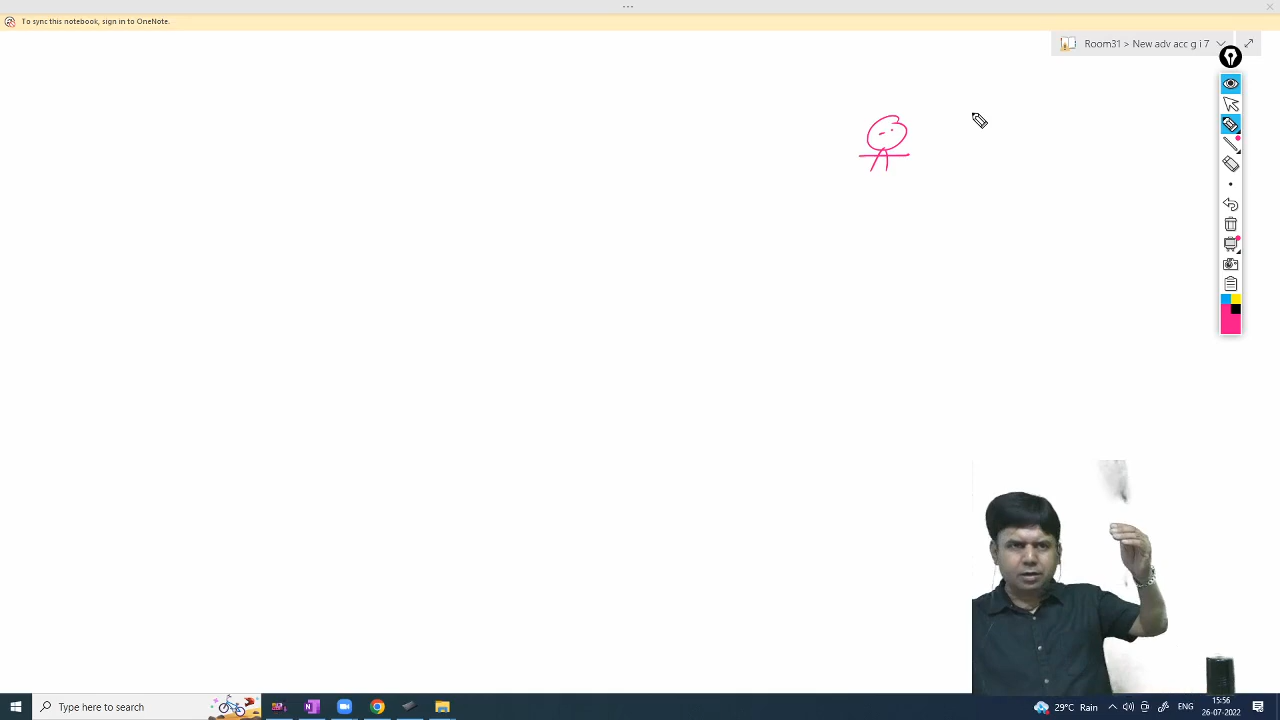 To sync this notebook, sign in to OneNote.
Room31 > New adv acc g i 7
Type here to search
29°C Rain
ENG
15:56
26-07-2022